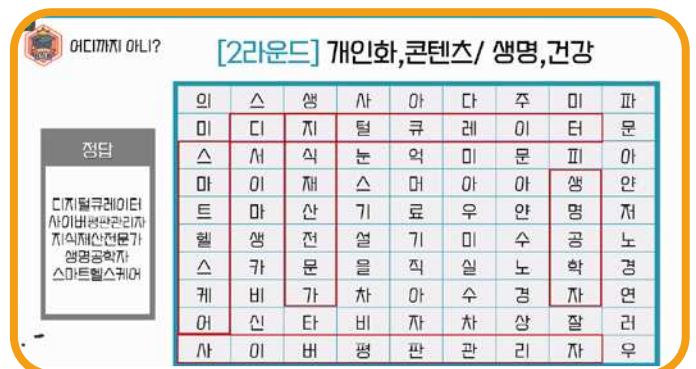 어디까지 아니?
[2라운드] 개인화,콘텐츠/ 생명,건강
정답
디지털큐레이터
사이버평판관리자
지식재산전문가
생명공학자
스마트헬스케어
의 스 생 사 아 다 주 미 파
미 디 지 털 큐 레 이 터 문
스 서 식 눈 억 미 문 피 아
마 이 재 스 머 아 아 생 얀
트 마 산 기 료 우 얀 명 저
헬 생 전 설 기 미 수 공 노
스 카 문 을 직 실 노 학 경
케 비 가 차 아 수 경 자 연
어 신 타 비 자 차 상 잘 러
사 이 버 평 판 관 리 자 우